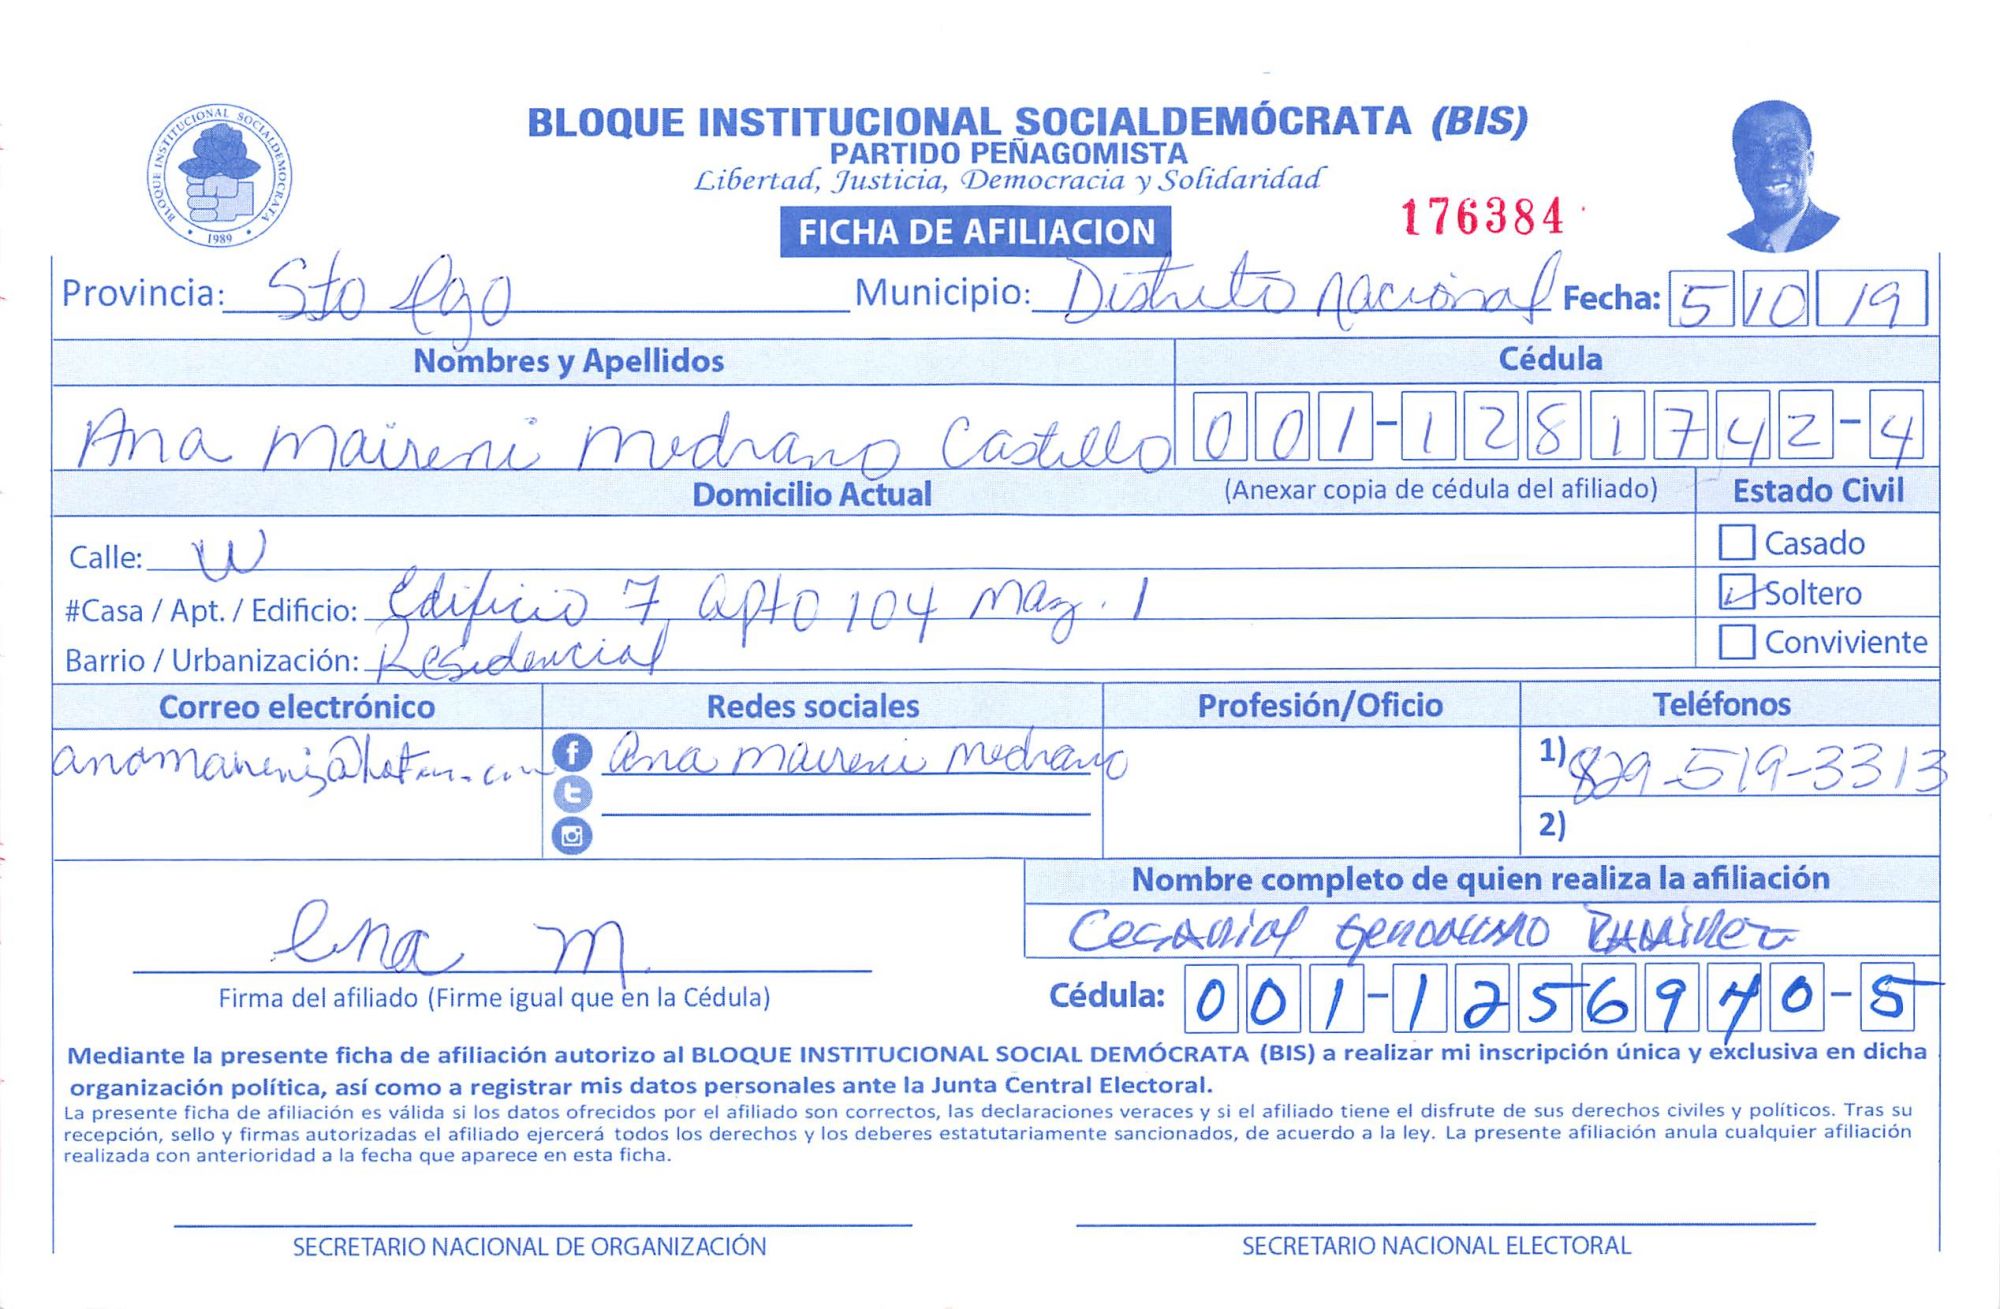 BLOQUE INSTITUCIONAL SOCIALDEMÓCRATA (BIS)
PARTIDO PEÑAGOMISTA
Libertad, Justicia, Democracia y Solidaridad
BLOQUE INSTITUCIONAL SOCIALDEMOCRATA
1989
176384
FICHA DE AFILIACION
Provincia: Sto Dgo Municipio: Distrito Nacional Fecha: 5 10 19
Nombres y Apellidos Cédula
Ana Maireni Medrano Castillo 001-1281742-4
Domicilio Actual (Anexar copia de cédula del afiliado) Estado Civil
Calle: W Casado
#Casa / Apt. / Edificio: Edificio 7 apto 104 Maz. 1 Soltero
Barrio / Urbanización: Residencial Conviviente
Correo electrónico Redes sociales Profesión/Oficio Teléfonos
Ana Maireni Medrano 1) 829-519-3313
2)
Nombre completo de quien realiza la afiliación
Ramirez
Ana M.
Firma del afiliado (Firme igual que en la Cédula) Cédula: 001-1256940-5
Mediante la presente ficha de afiliación autorizo al BLOQUE INSTITUCIONAL SOCIAL DEMÓCRATA (BIS) a realizar mi inscripción única y exclusiva en dicha
organización política, así como a registrar mis datos personales ante la Junta Central Electoral.
La presente ficha de afiliación es válida si los datos ofrecidos por el afiliado son correctos, las declaraciones veraces y si el afiliado tiene el disfrute de sus derechos civiles y políticos. Tras su
recepción, sello y firmas autorizadas el afiliado ejercerá todos los derechos y los deberes estatutariamente sancionados, de acuerdo a la ley. La presente afiliación anula cualquier afiliación
realizada con anterioridad a la fecha que aparece en esta ficha.
SECRETARIO NACIONAL DE ORGANIZACIÓN SECRETARIO NACIONAL ELECTORAL